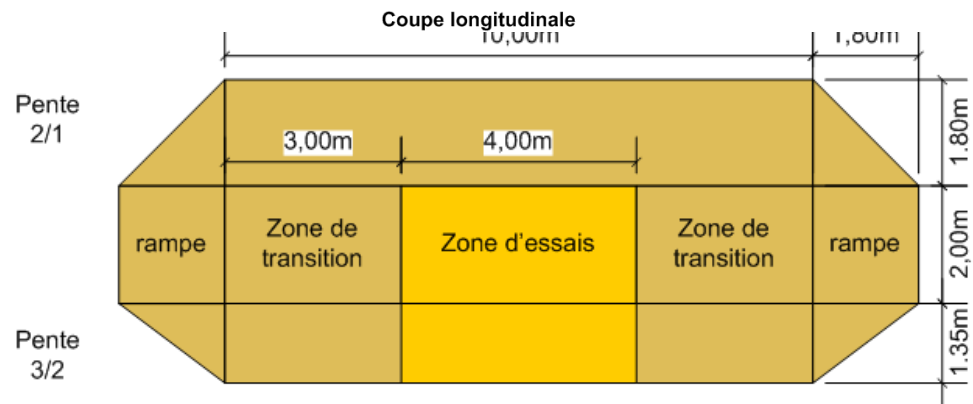 Coupe longitudinale
10,00m
1,80m
Pente
2/1
3,00m
4,00m
1.80m
rampe
Zone de
transition
Zone d'essais
Zone de
transition
rampe
2,00m
Pente
3/2
1.35m